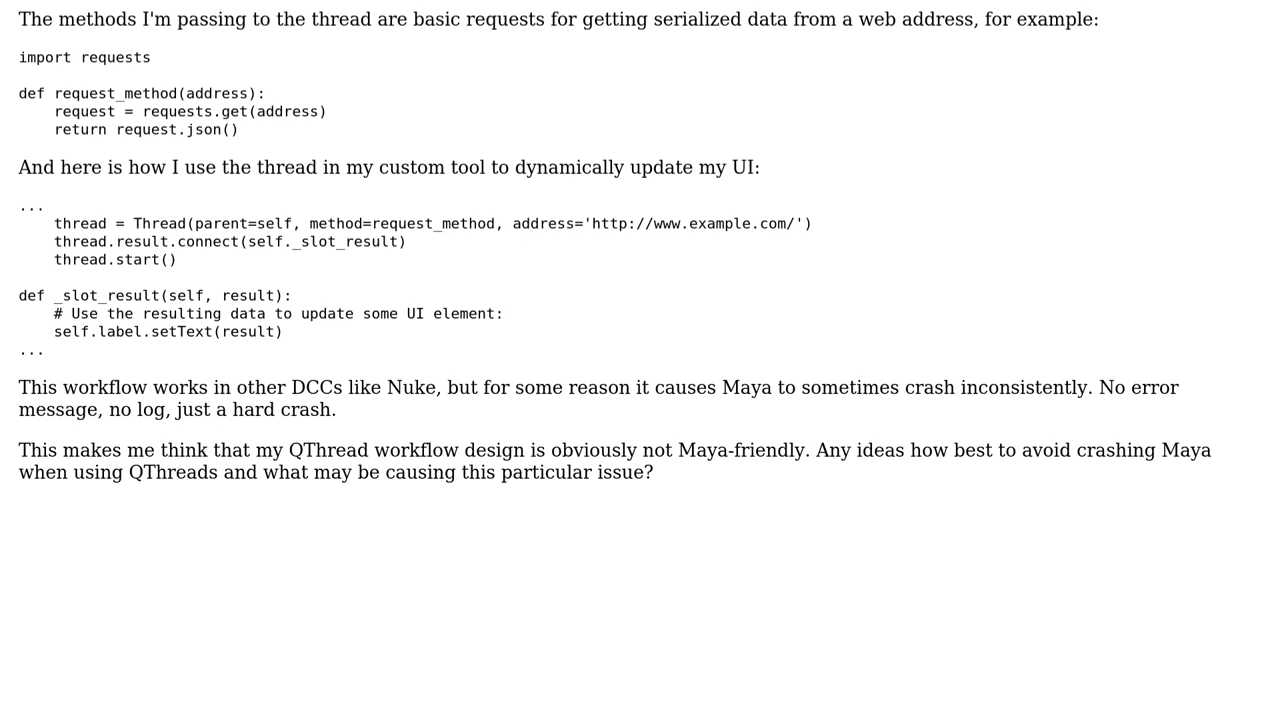 The methods I'm passing to the thread are basic requests for getting serialized data from a web address, for example:
import requests
def request_method(address):
    request = requests.get(address)
    return request.json()
And here is how I use the thread in my custom tool to dynamically update my UI:
...
    thread = Thread(parent=self, method=request_method, address='http://www.example.com/')
    thread.result.connect(self._slot_result)
    thread.start()
def _slot_result(self, result):
    # Use the resulting data to update some UI element:
    self.label.setText(result)
...
This workflow works in other DCCs like Nuke, but for some reason it causes Maya to sometimes crash inconsistently. No error
message, no log, just a hard crash.
This makes me think that my QThread workflow design is obviously not Maya-friendly. Any ideas how best to avoid crashing Maya
when using QThreads and what may be causing this particular issue?